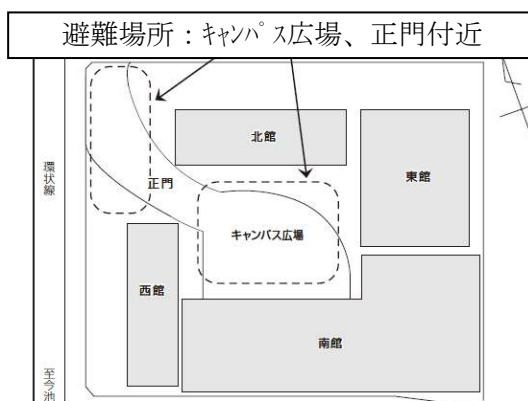 避難場所：ｷｬﾝﾊﾟｽ広場、正門付近
北館
東館
環状線
正門
キャンパス広場
西館
南館
至今池